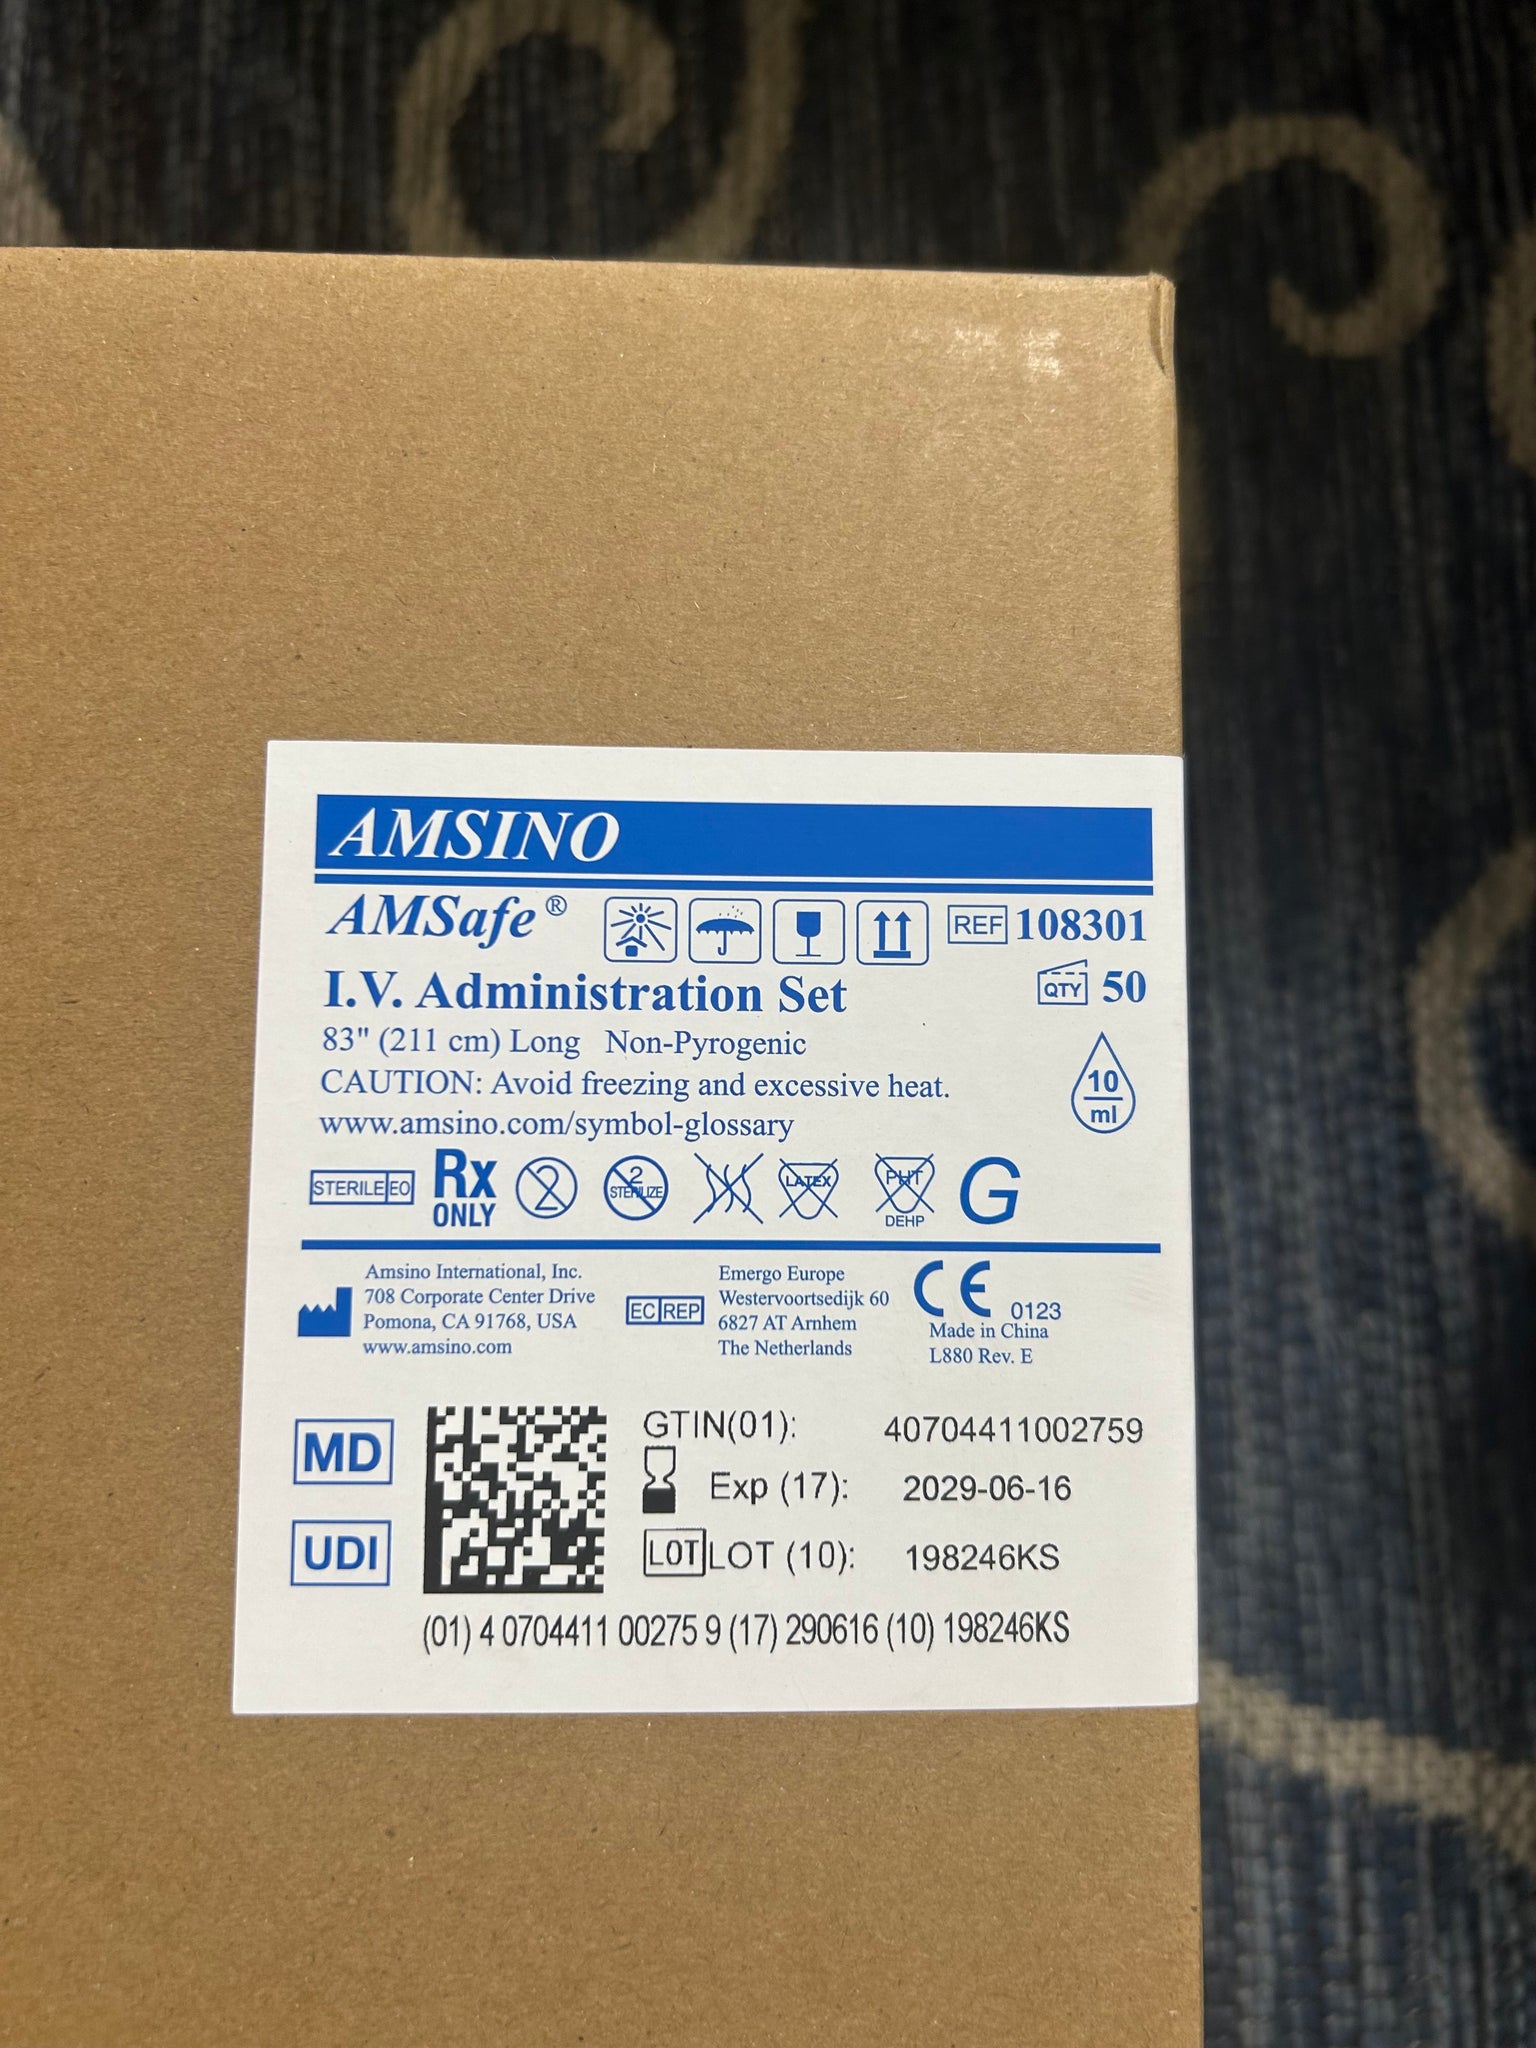 AMSINO
AMSafe®
REF 108301
I.V. Administration Set
QTY 50
83" (211 cm) Long Non-Pyrogenic
CAUTION: Avoid freezing and excessive heat.
www.amsino.com/symbol-glossary
10
ml
STERILE EO
Rx
ONLY
2
2
STERILIZE
LATEX
PHT
DEHP
G
Amsino International, Inc.
708 Corporate Center Drive
Pomona, CA 91768, USA
www.amsino.com
EC REP
Emergo Europe
Westervoortsedijk 60
6827 AT Arnhem
The Netherlands
CE 0123
Made in China
L880 Rev. E
MD
UDI
GTIN(01): 40704411002759
Exp (17): 2029-06-16
LOT LOT (10): 198246KS
(01) 4 0704411 00275 9 (17) 290616 (10) 198246KS